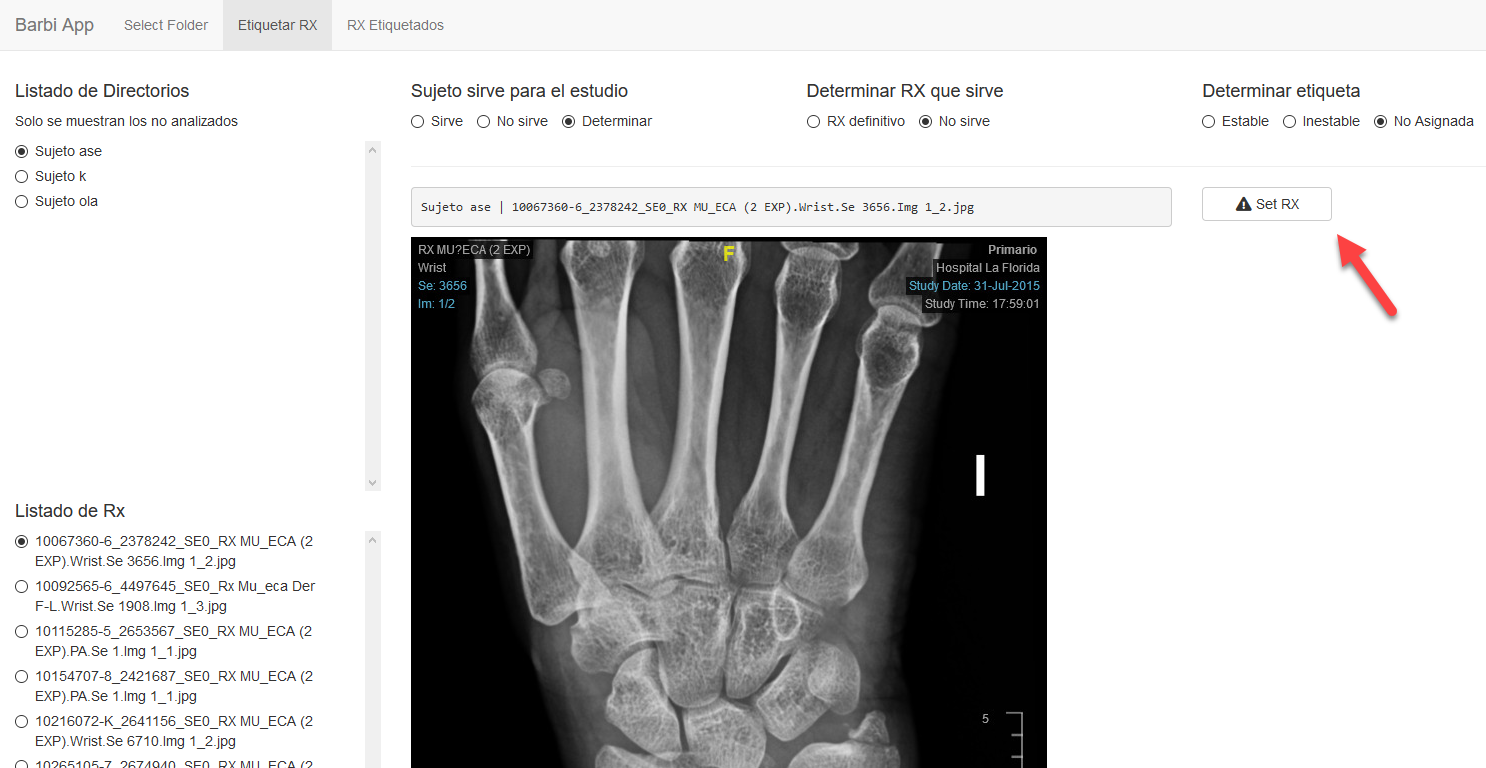 Barbi App Select Folder Etiquetar RX RX Etiquetados
Listado de Directorios
Solo se muestran los no analizados
Sujeto ase
Sujeto k
Sujeto ola
Sujeto sirve para el estudio
Sirve No sirve Determinar
Determinar RX que sirve
RX definitivo No sirve
Determinar etiqueta
Estable Inestable No Asignada
Sujeto ase | 10067360-6_2378242_SE0_RX MU_ECA (2 EXP).Wrist.Se 3656.Img 1_2.jpg
Set RX
RX MU?ECA (2 EXP)
Wrist
Se: 3656
Im: 1/2
F
Primario
Hospital La Florida
Study Date: 31-Jul-2015
Study Time: 17:59:01
5
Listado de Rx
10067360-6_2378242_SE0_RX MU_ECA (2
EXP).Wrist.Se 3656.Img 1_2.jpg
10092565-6_4497645_SE0_Rx Mu_eca Der
F-L.Wrist.Se 1908.Img 1_3.jpg
10115285-5_2653567_SE0_RX MU_ECA (2
EXP).PA.Se 1.Img 1_1.jpg
10154707-8_2421687_SE0_RX MU_ECA (2
EXP).PA.Se 1.Img 1_1.jpg
10216072-K_2641156_SE0_RX MU_ECA (2
EXP).Wrist.Se 6710.Img 1_2.jpg
10265105-7_2674940_SE0_RX MU_ECA (2